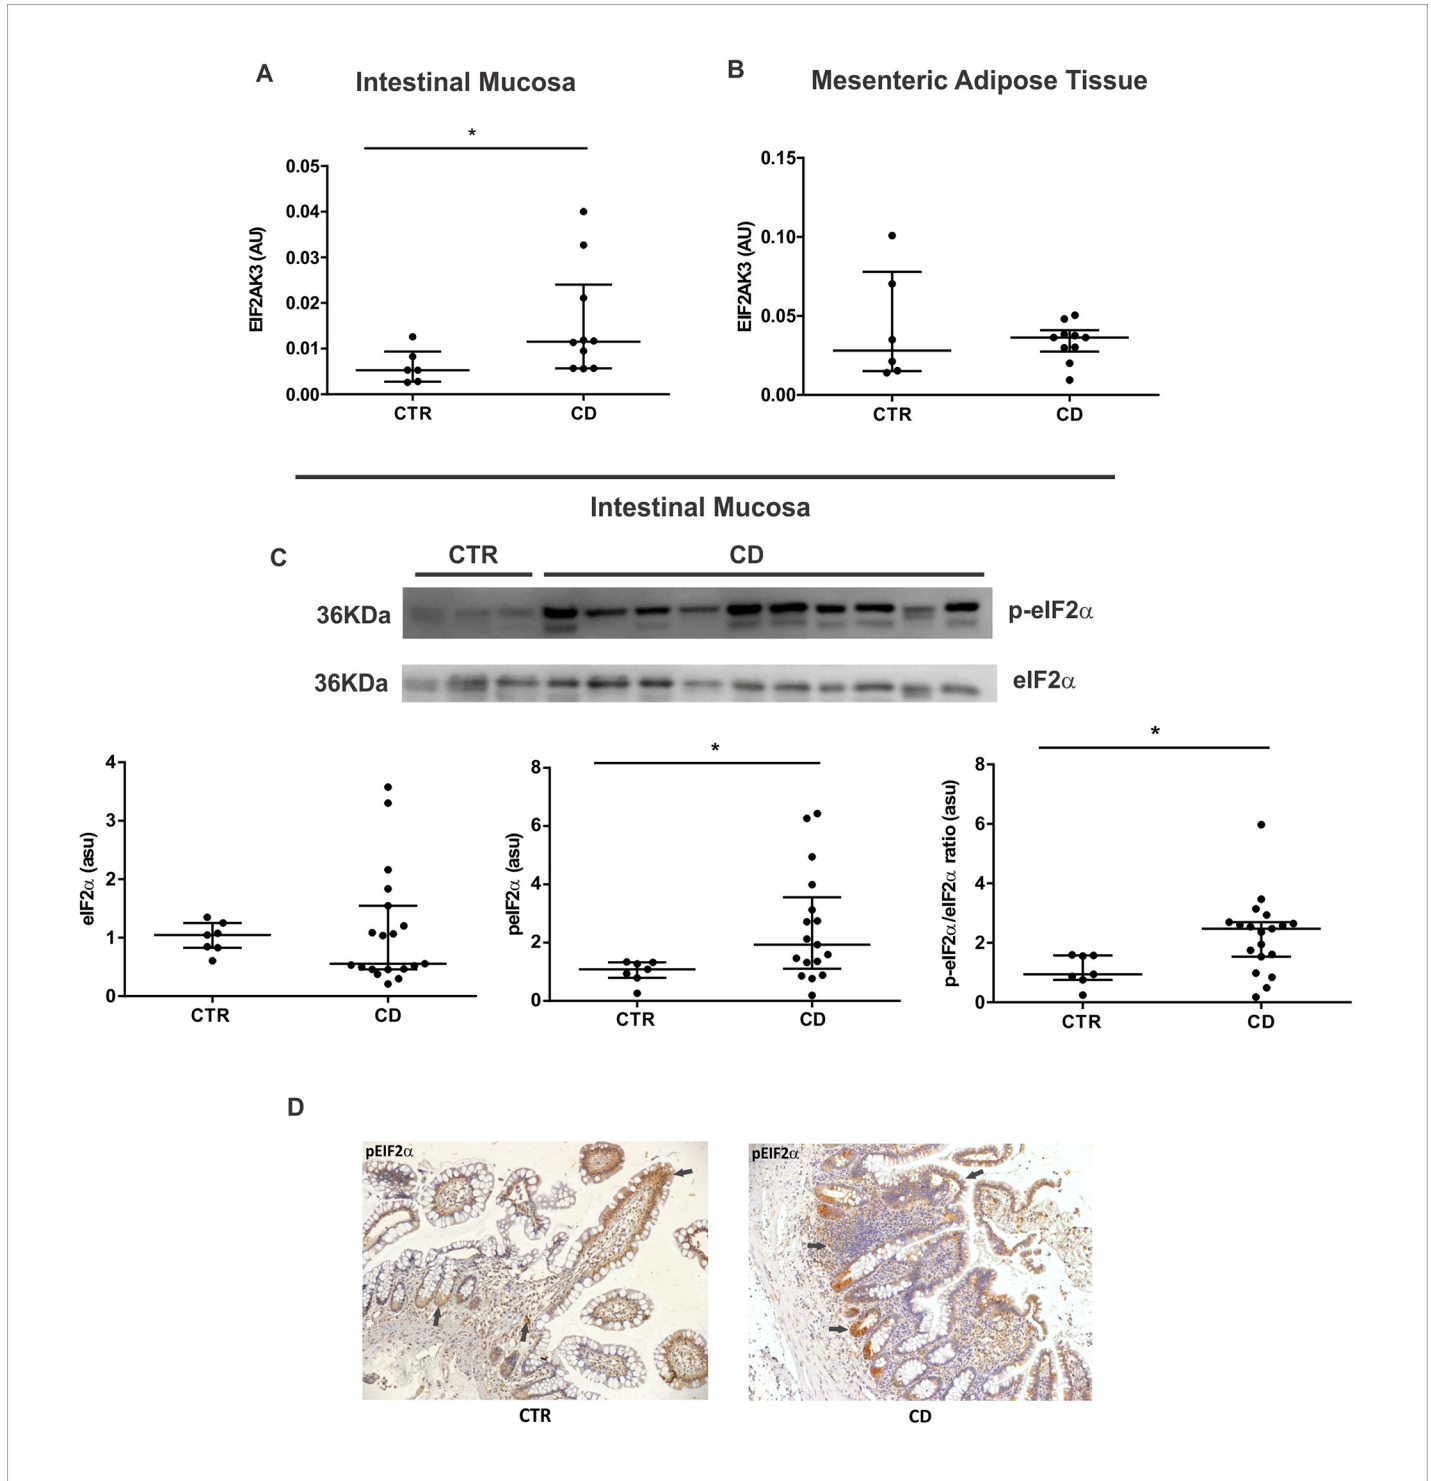 A
Intestinal Mucosa
B
Mesenteric Adipose Tissue
*
EIF2AK3 (AU)
0.05
0.04
0.03
0.02
0.01
0.00
CTR
CD
EIF2AK3 (AU)
0.15
0.10
0.05
0.00
CTR
CD
Intestinal Mucosa
C
CTR
CD
36KDa
p-eIF2α
36KDa
eIF2α
eIF2α (asu)
4
3
2
1
0
CTR
CD
*
peIF2α (asu)
8
6
4
2
0
CTR
CD
*
p-eIF2α/eIF2α ratio (asu)
8
6
4
2
0
CTR
CD
D
pEIF2α
pEIF2α
CTR
CD